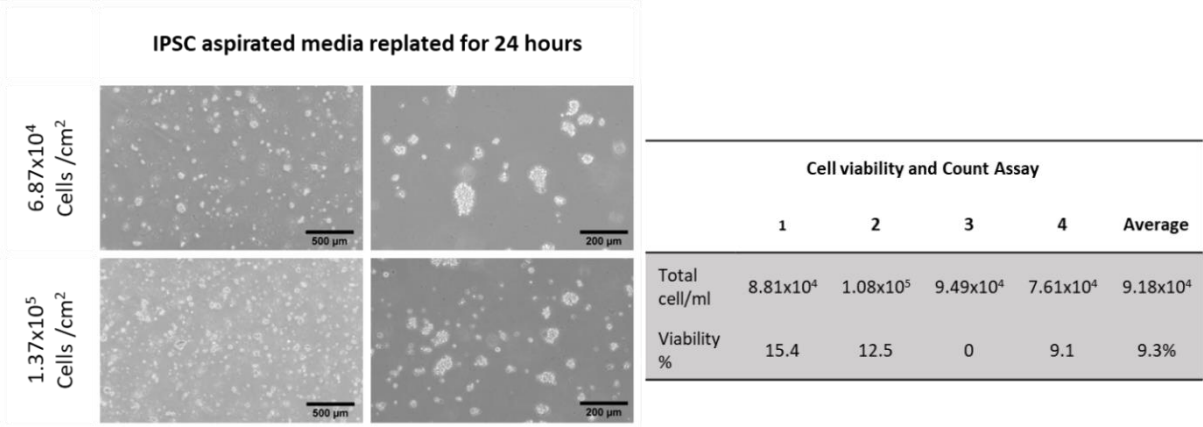 IPSC aspirated media replated for 24 hours
6.87x10⁴
Cells /cm²
500 µm
200 µm
1.37x10⁵
Cells /cm²
500 µm
200 µm
Cell viability and Count Assay
1 2 3 4 Average
Total
cell/ml 8.81x10⁴ 1.08x10⁵ 9.49x10⁴ 7.61x10⁴ 9.18x10⁴
Viability
% 15.4 12.5 0 9.1 9.3%